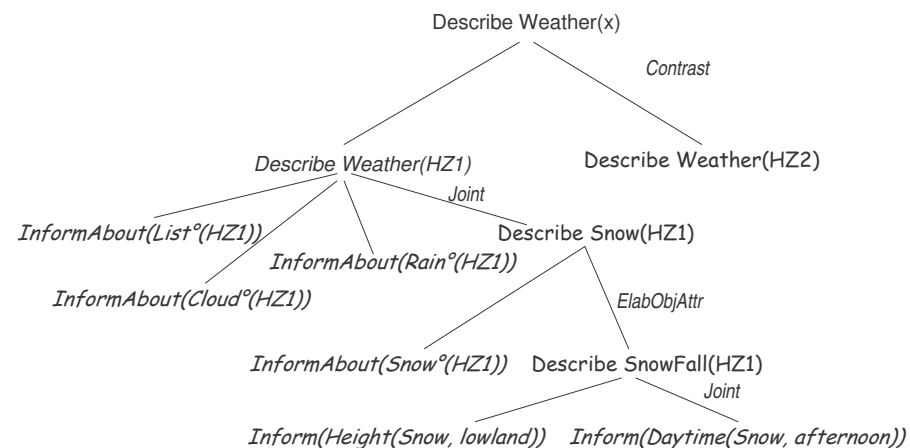 Describe Weather(x)
Contrast
Describe Weather(HZ1)
Describe Weather(HZ2)
Joint
InformAbout(List°(HZ1))
Describe Snow(HZ1)
InformAbout(Rain°(HZ1))
InformAbout(Cloud°(HZ1))
ElabObjAttr
InformAbout(Snow°(HZ1))
Describe SnowFall(HZ1)
Joint
Inform(Height(Snow, lowland))
Inform(Daytime(Snow, afternoon))